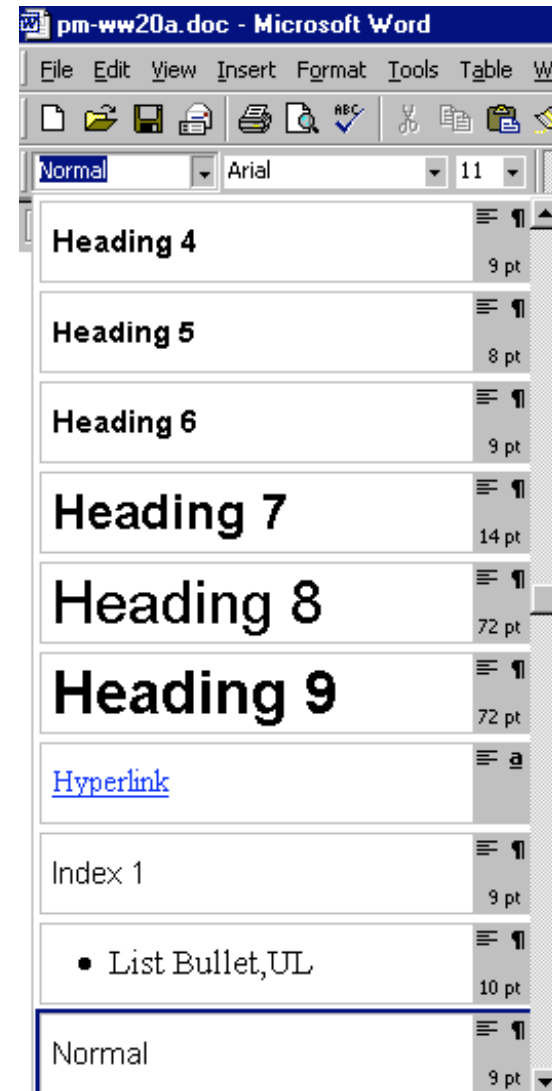 pm-ww20a.doc - Microsoft Word
File Edit View Insert Format Tools Table W
ABC
Normal Arial 11
Heading 4
9 pt
Heading 5
8 pt
Heading 6
9 pt
Heading 7
14 pt
Heading 8
72 pt
Heading 9
72 pt
Hyperlink
a
Index 1
9 pt
List Bullet,UL
10 pt
Normal
9 pt